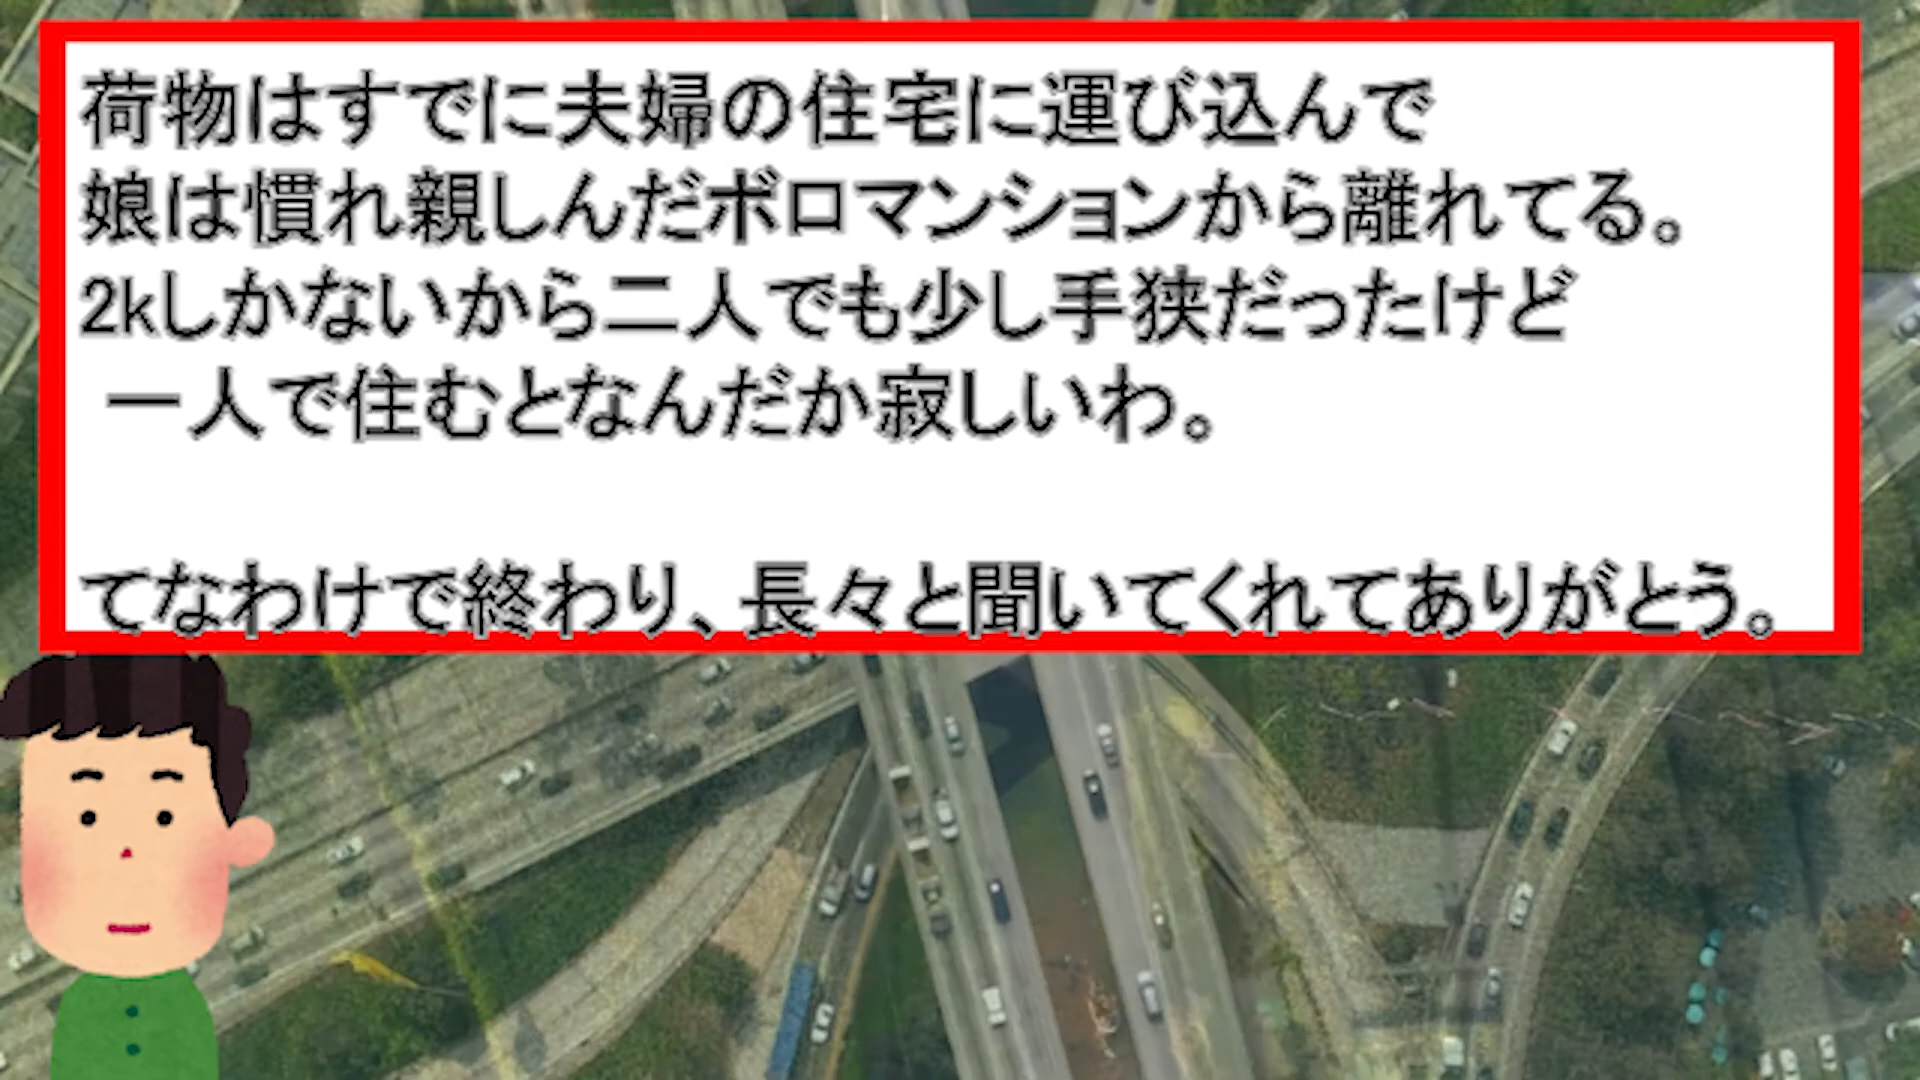 荷物はすでに夫婦の住宅に運び込んで
娘は慣れ親しんだボロマンションから離れてる。
2kしかないから二人でも少し手狭だったけど
一人で住むとなんだか寂しいわ。
てなわけで終わり、長々と聞いてくれてありがとう。